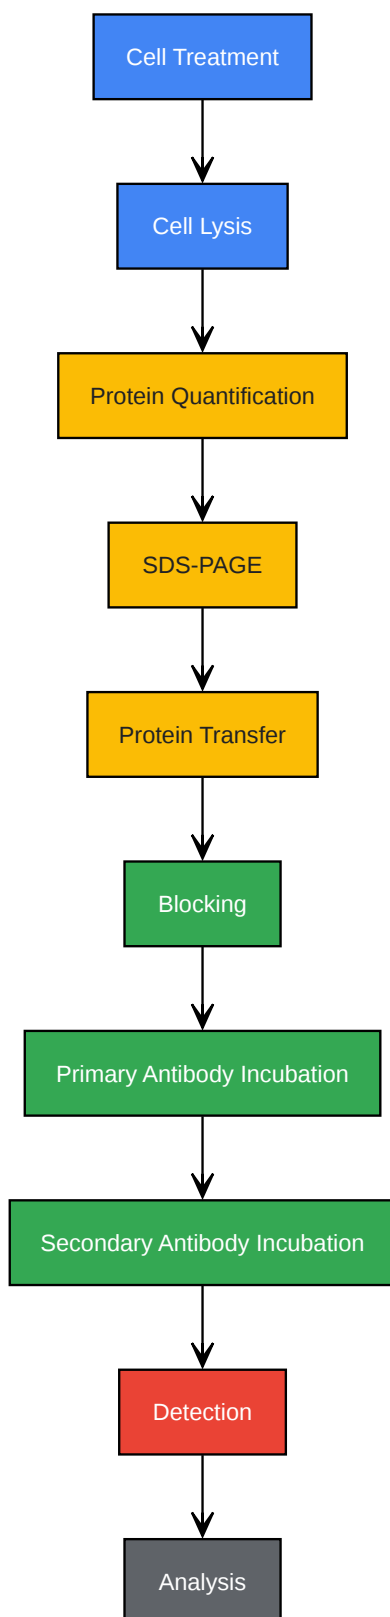 Cell Treatment
Cell Lysis
Protein Quantification
SDS-PAGE
Protein Transfer
Blocking
Primary Antibody Incubation
Secondary Antibody Incubation
Detection
Analysis